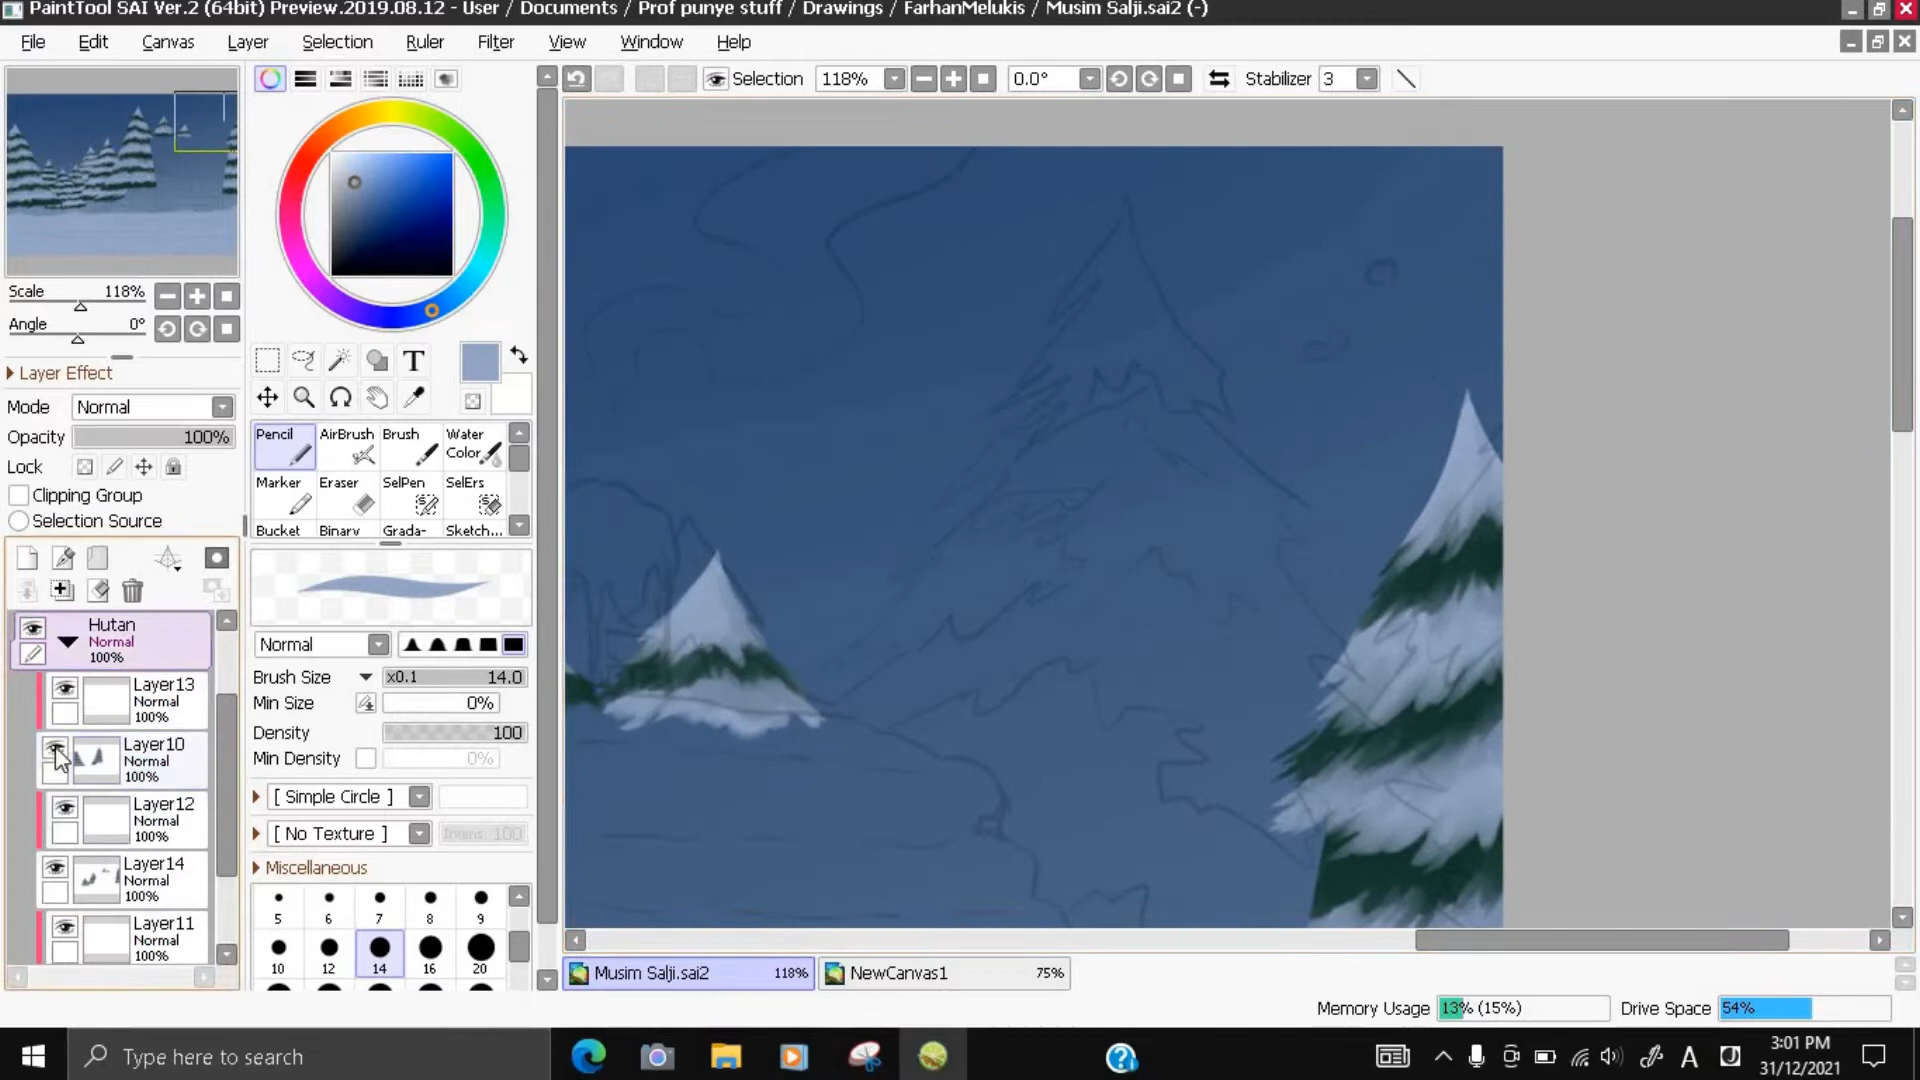 PaintTool SAI Ver.2 (64bit) Preview.2019.08.12 - User / Documents / Prof punye stuff / Drawings / FarhanMelukis / Musim Salji.sai2 (-)
File Edit Canvas Layer Selection Ruler Filter View Window Help
Selection 118% 0.0° Stabilizer 3
Scale 118%
Angle 0°
Layer Effect
Mode Normal
Opacity 100%
Lock
Clipping Group
Selection Source
Hutan
Normal
100%
Layer13
Normal
100%
Layer10
Normal
100%
Layer12
Normal
100%
Layer14
Normal
100%
Layer11
Normal
100%
T
Pencil AirBrush Brush Water Color
Marker Eraser SelPen SelErs
Bucket Binary Grada- Sketch...
Normal
Brush Size x0.1 14.0
Min Size 0%
Density 100
Min Density 0%
[ Simple Circle ]
[ No Texture ] Intens. 100
Miscellaneous
5 6 7 8 9
10 12 14 16 20
Musim Salji.sai2 118% NewCanvas1 75%
Memory Usage 13% (15%) Drive Space 54%
Type here to search
A
3:01 PM
31/12/2021